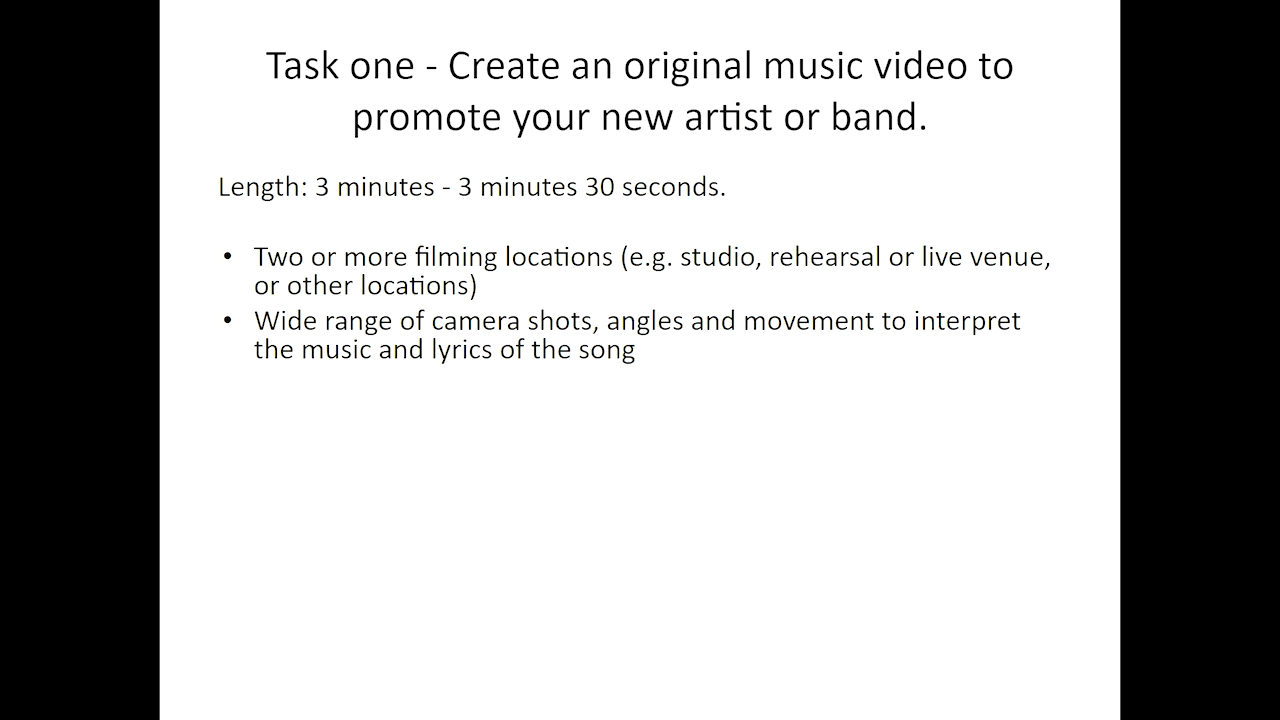 Task one - Create an original music video to
promote your new artist or band.
Length: 3 minutes - 3 minutes 30 seconds.
• Two or more filming locations (e.g. studio, rehearsal or live venue,
or other locations)
• Wide range of camera shots, angles and movement to interpret
the music and lyrics of the song